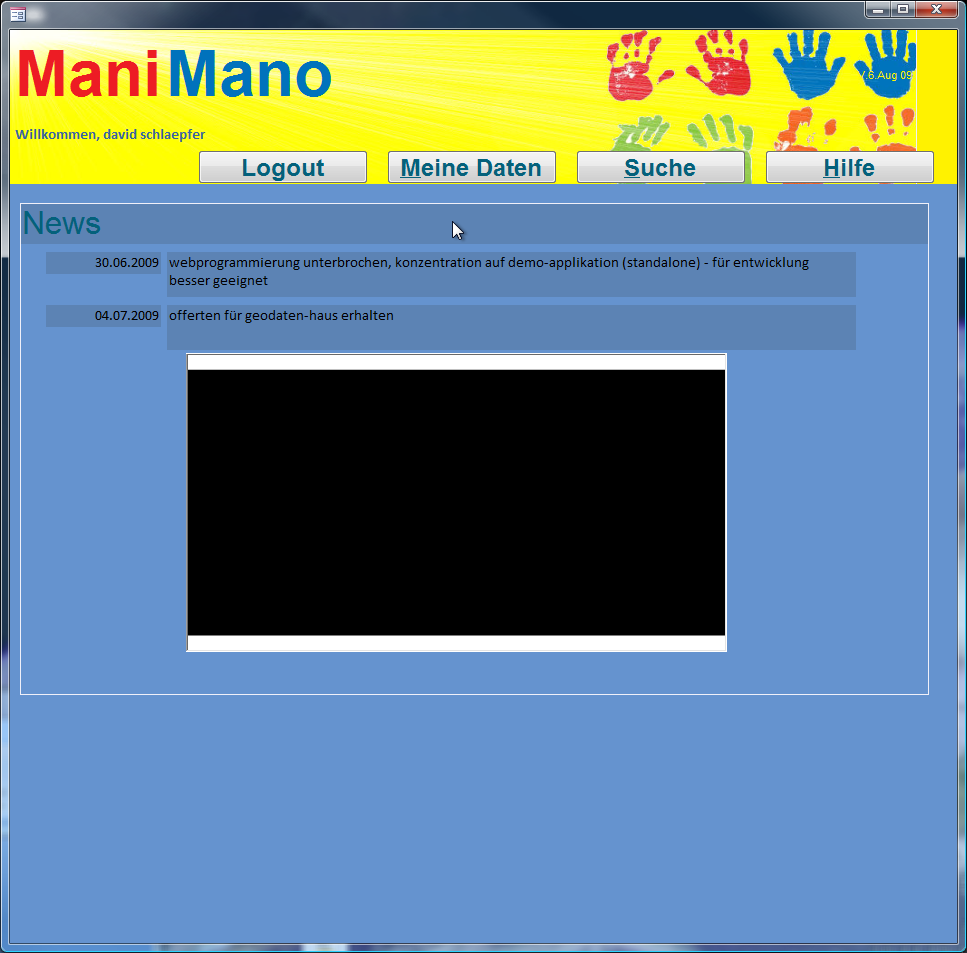 ManiMano
V.6.Aug 09
Willkommen, david schlaepfer
Logout
Meine Daten
Suche
Hilfe
News
30.06.2009 webprogrammierung unterbrochen, konzentration auf demo-applikation (standalone) - für entwicklung
besser geeignet
04.07.2009 offerten für geodaten-haus erhalten